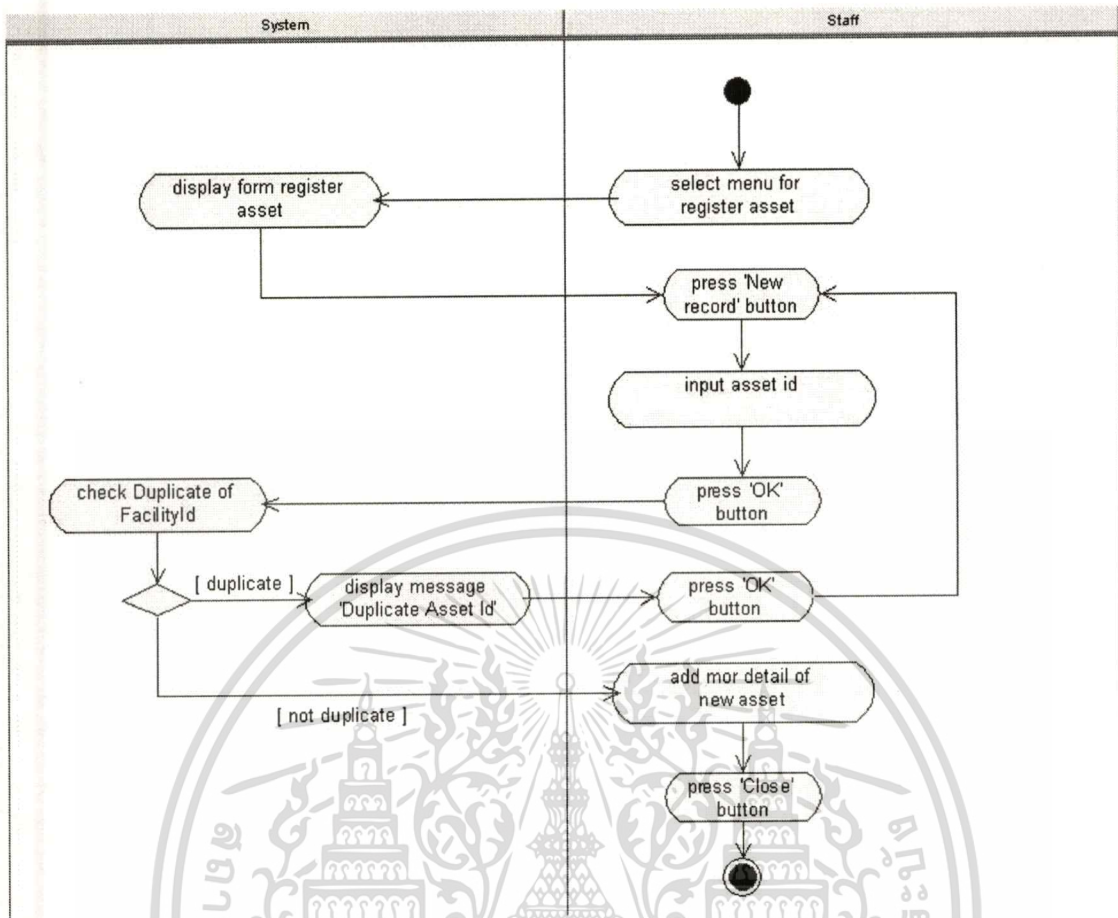 System
Staff
select menu for
register asset
display form register
asset
press 'New
record' button
input asset id
press 'OK'
button
check Duplicate of
FacilityId
[ duplicate ]
display message
'Duplicate Asset Id'
press 'OK'
button
[ not duplicate ]
add mor detail of
new asset
press 'Close'
button